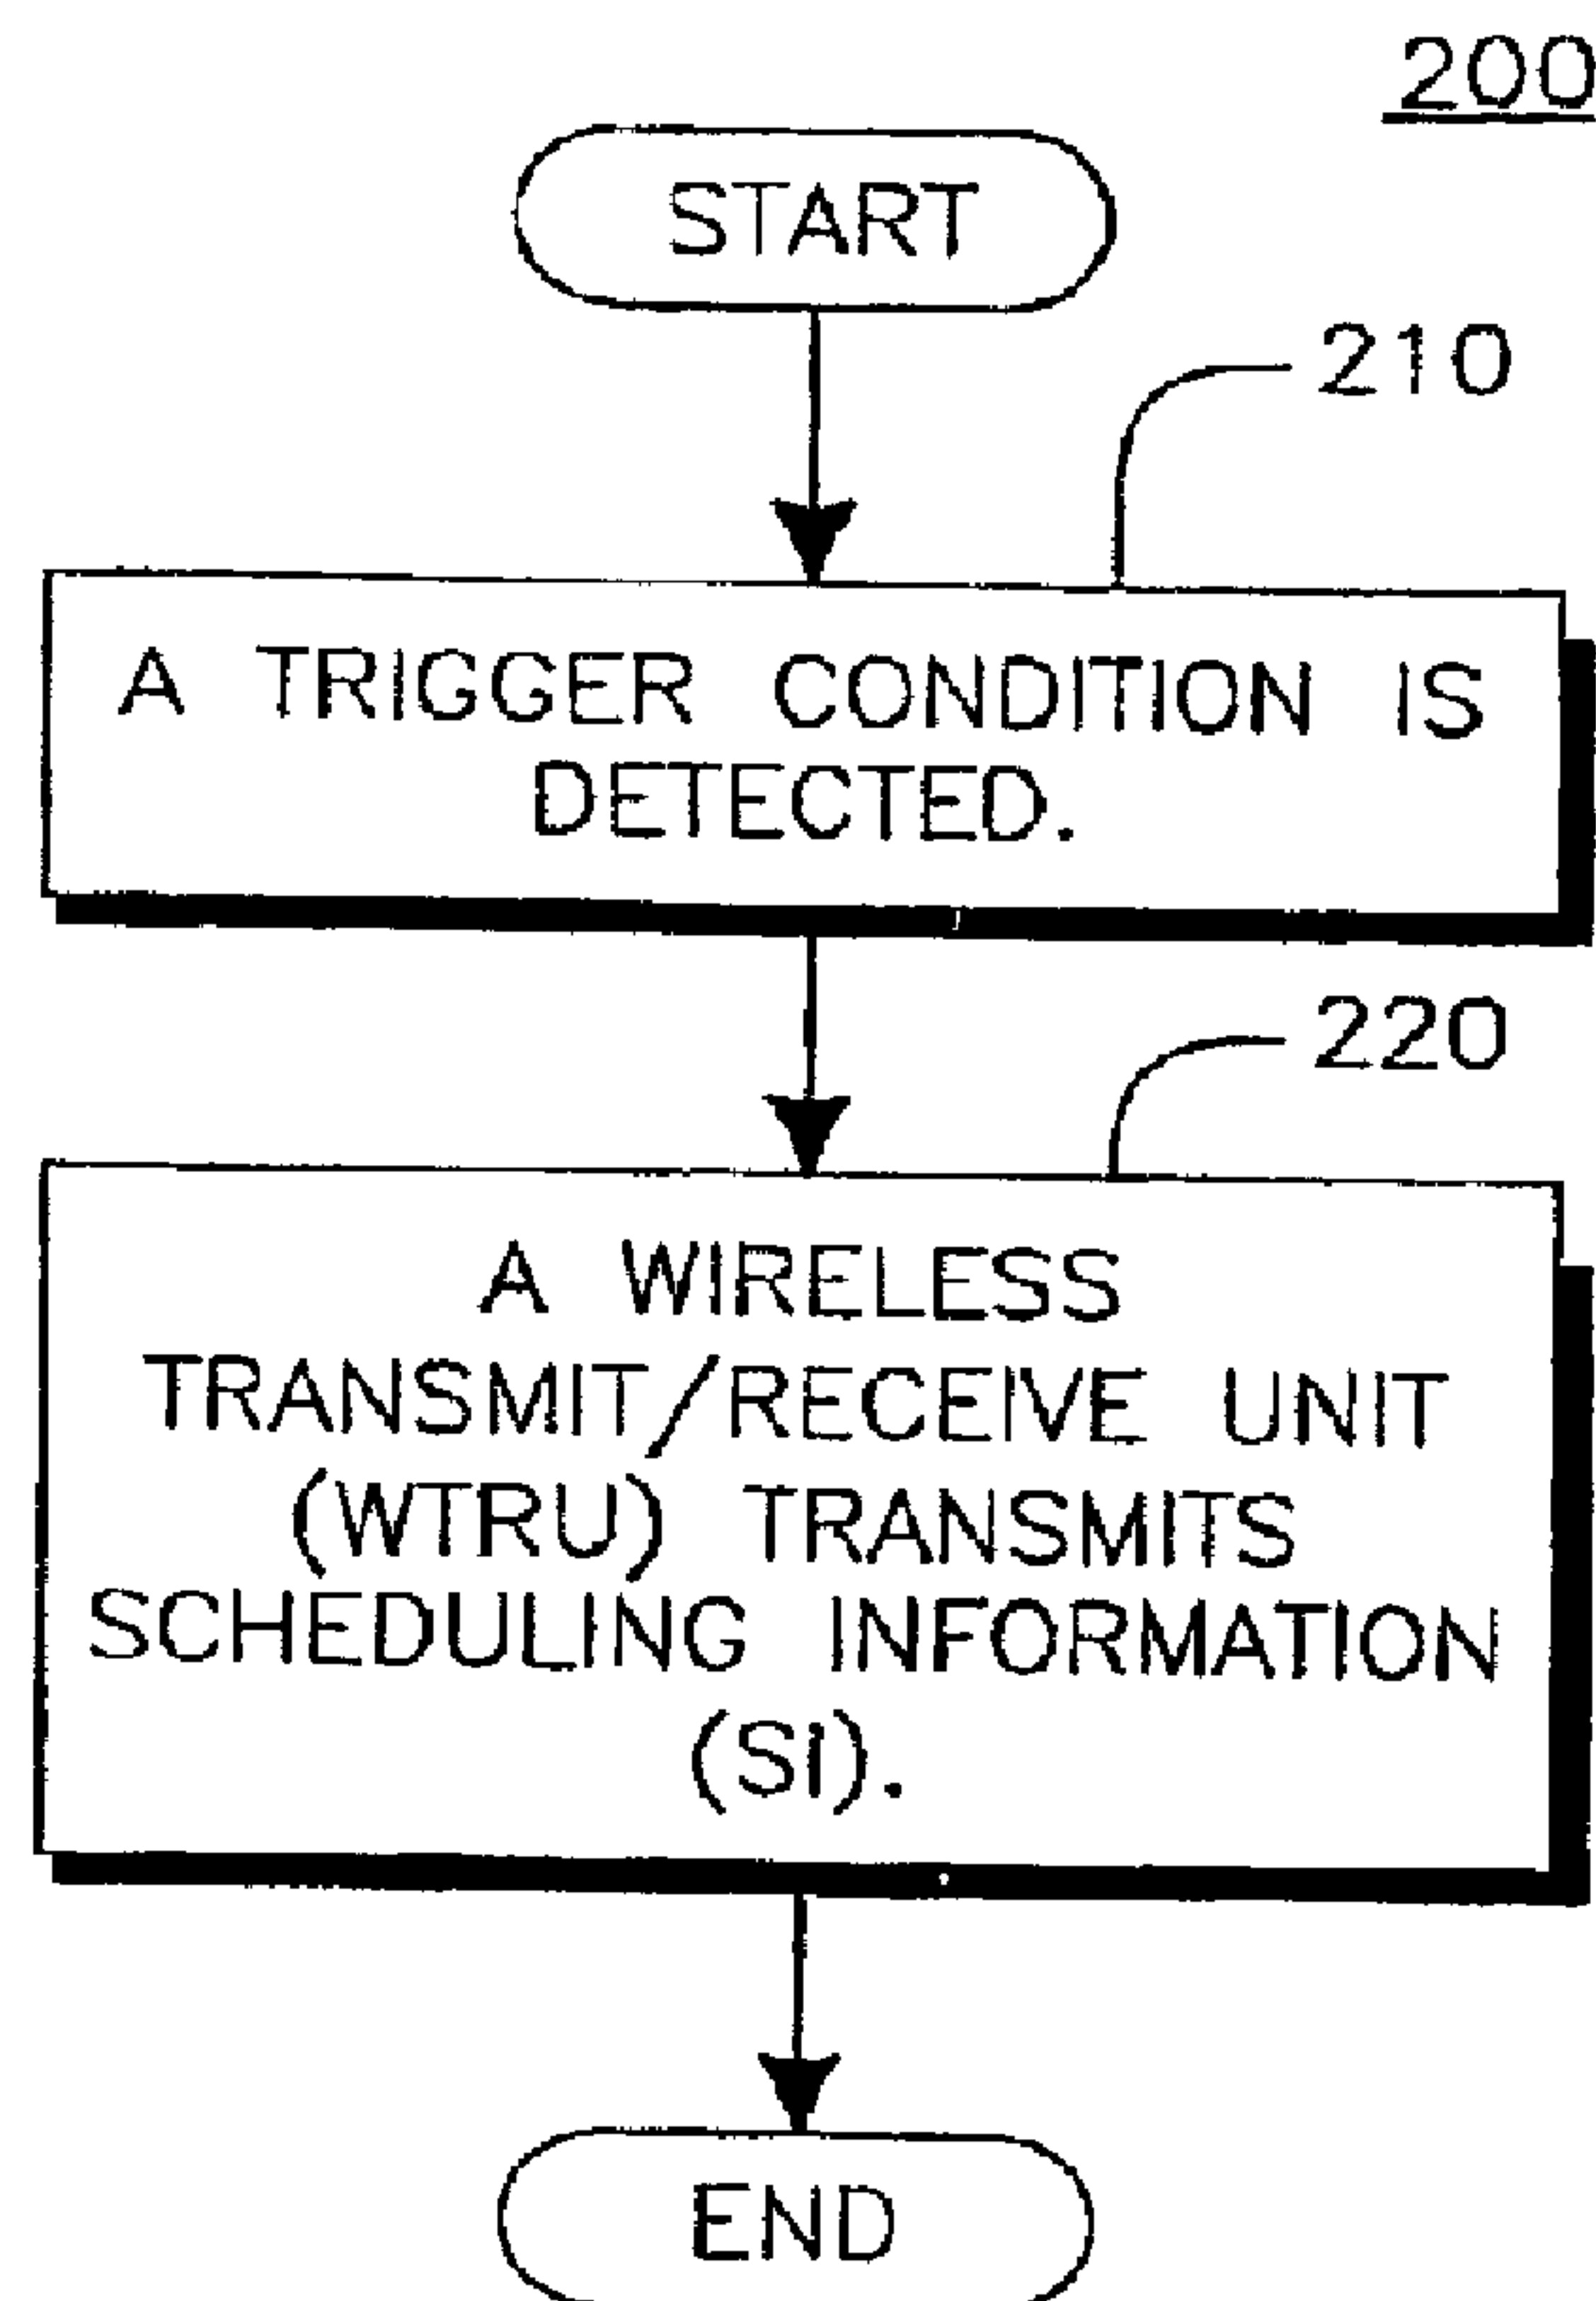 200
START
210
A TRIGGER CONDITION IS
DETECTED.
220
A WIRELESS
TRANSMIT/RECEIVE UNIT
(WTRU) TRANSMITS
SCHEDULING INFORMATION
(SI).
END